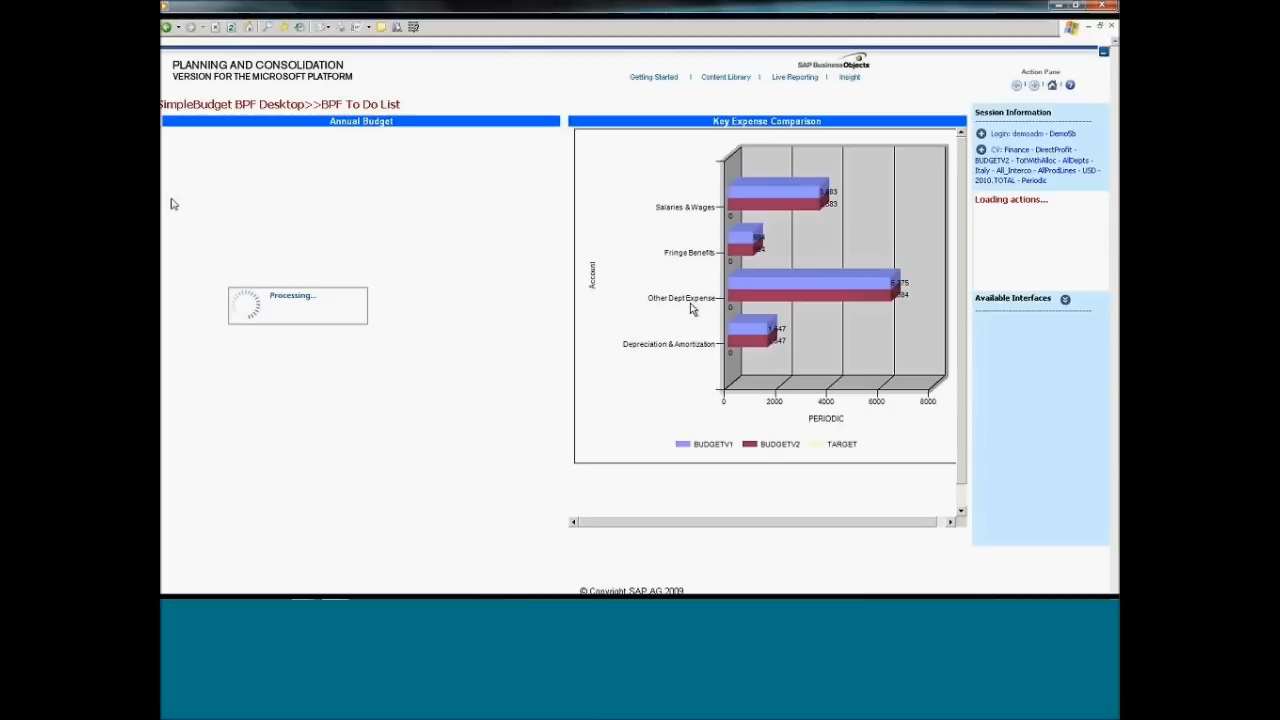 PLANNING AND CONSOLIDATION
VERSION FOR THE MICROSOFT PLATFORM
SAP BusinessObjects
Getting Started | Content Library | Live Reporting | Insight
Action Pane
SimpleBudget BPF Desktop>>BPF To Do List
Annual Budget
Processing...
Key Expense Comparison
Account
Salaries & Wages
0
Fringe Benefits
0
Other Dept Expense
0
Depreciation & Amortization
0
0 2000 4000 6000 8000
PERIODIC
BUDGETV1 BUDGETV2 TARGET
Session Information
Login: demoadm - DemoSb
CV: Finance - DirectProfit -
BUDGETV2 - TotWithAlloc - AllDepts -
Italy - All_Interco - AllProdLines - USD -
2010.TOTAL - Periodic
Loading actions...
Available Interfaces
© Copyright SAP AG 2009